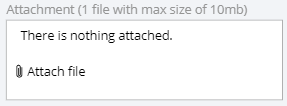 Attachment (1 file with max size of 10mb)
There is nothing attached.
Attach file